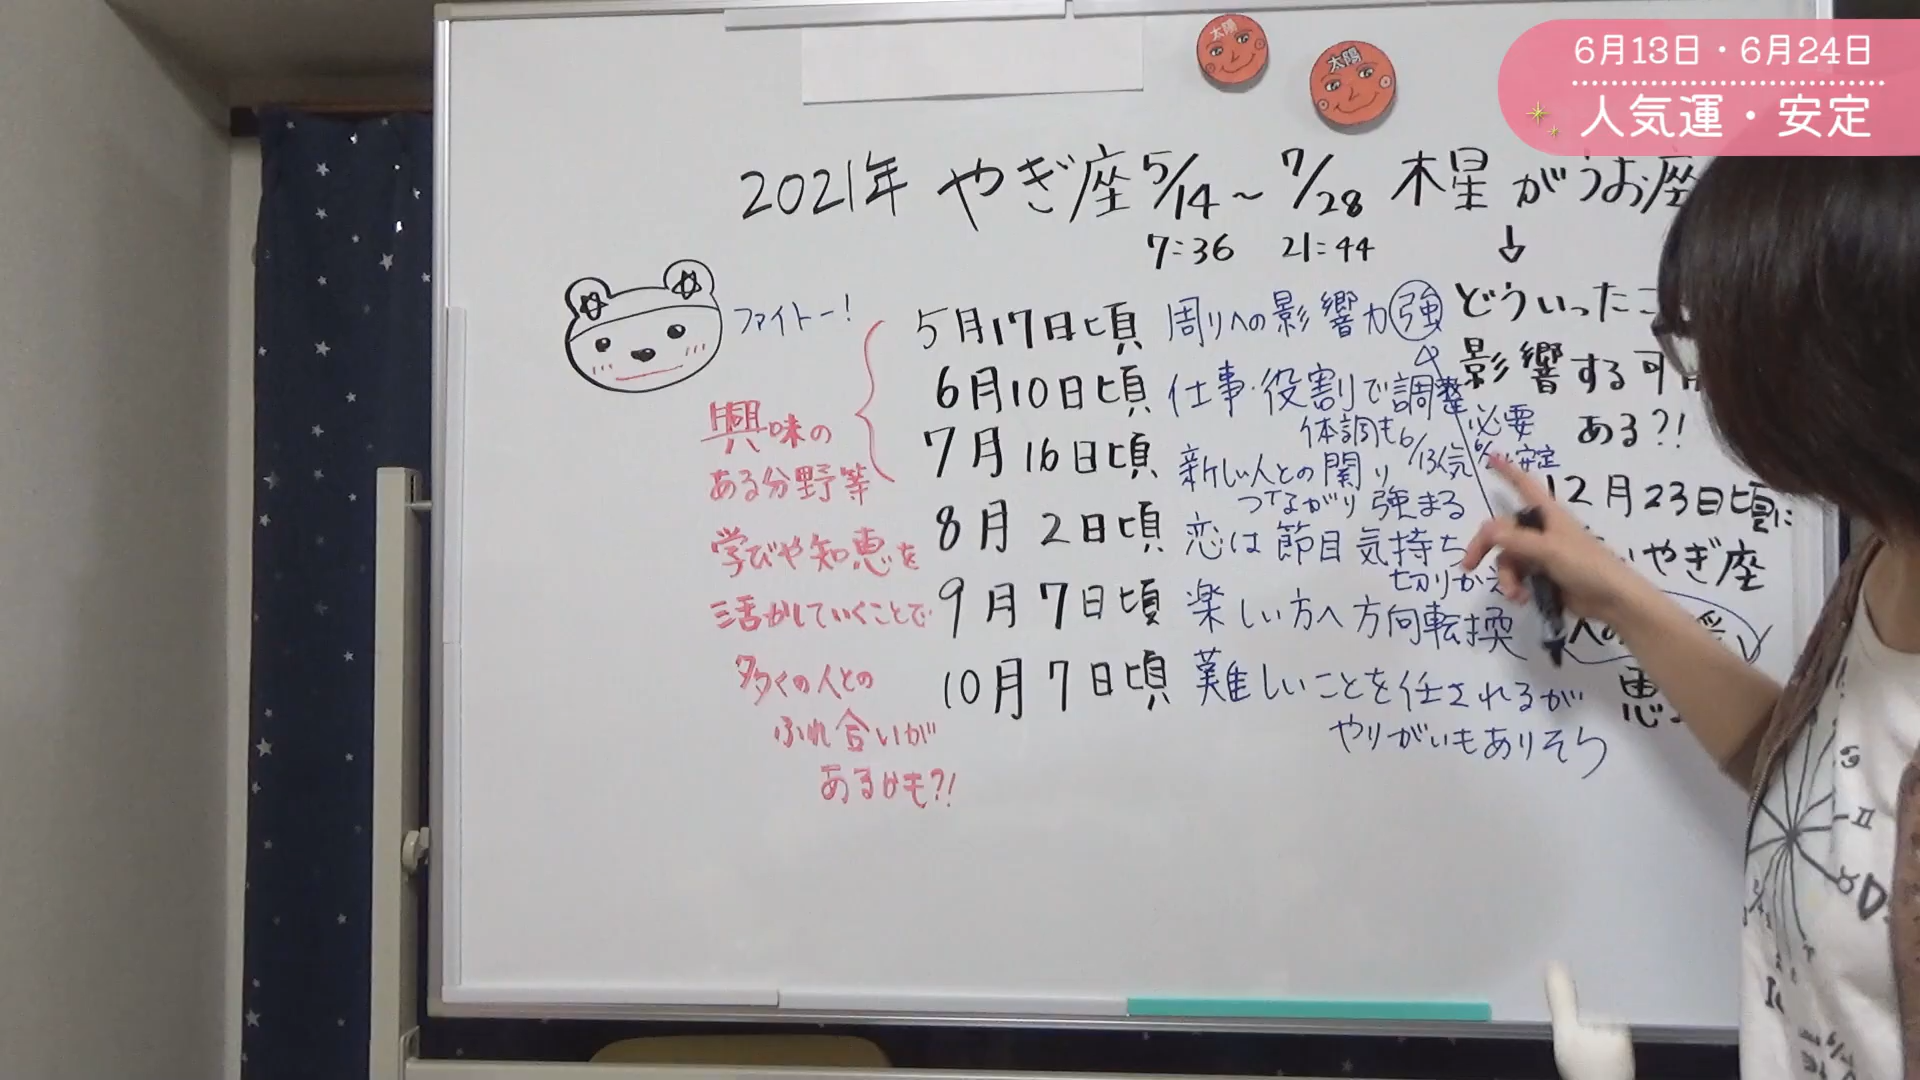 6月13日・6月24日
人気運・安定
太陽
太陽
2021年 やぎ座 5/14～7/28 木星がうお座
7:36 21:44
ファイトー!
↓
どういったこ
影響する可
ある?!
5月17日頃 周りへの影響力強
6月10日頃 仕事・役割で調整必要
体調も 6/13人気 安定
7月16日頃 新しい人との関り
つながり強まる
8月2日頃 恋は節目気持ち
切りかえ
9月7日頃 楽しい方へ方向転換
10月7日頃 難しいことを任されるが
やりがいもありそう
12月23日頃に
やぎ座
興味の
ある分野等
学びや知恵を
活かしていくことで
多くの人との
ふれ合いが
あるかも?!